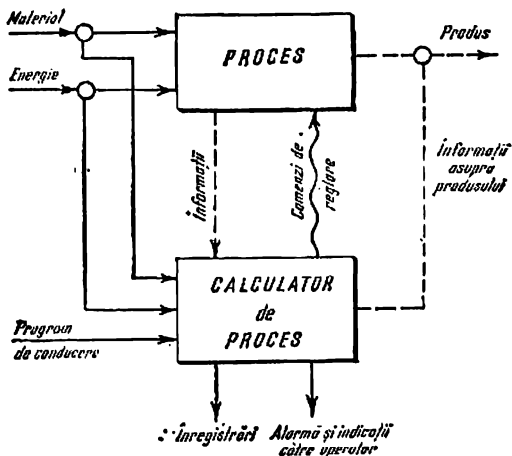 Material
Produs
PROCES
Energie
Informații
Comenzi de
reglare
Informații
asupra
produsului
CALCULATOR
de
PROCES
Program
de conducere
Înregistrări
Alarmă și indicații
către operator